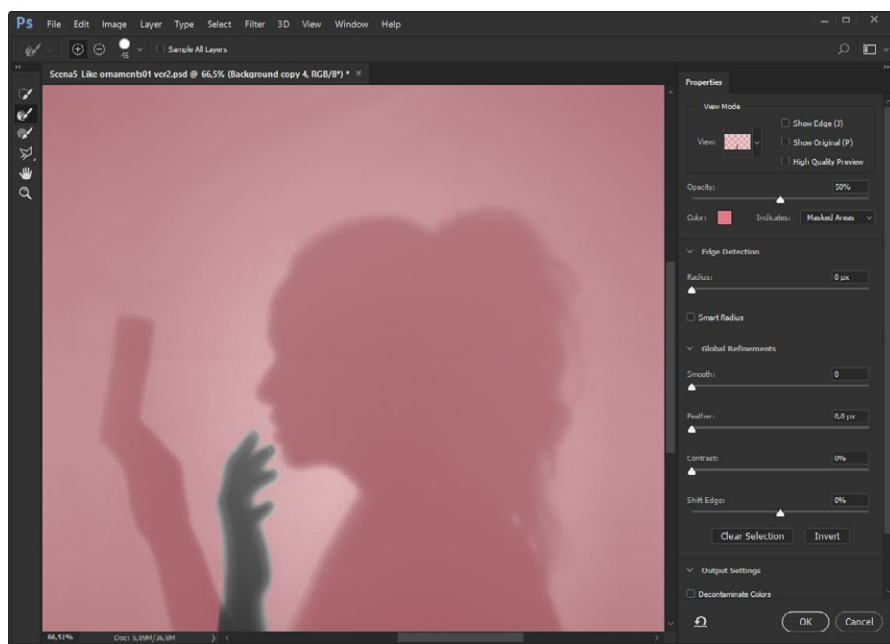 Ps File Edit Image Layer Type Select Filter 3D View Window Help
45 Sample All Layers
Scena5_Like ornaments01 ver2.psd @ 66,5% (Background copy 4, RGB/8*) *
Properties
View Mode
Show Edge (J)
View:
Show Original (P)
High Quality Preview
Opacity: 50%
Color: Indicates: Masked Areas
Edge Detection
Radius: 0 px
Smart Radius
Global Refinements
Smooth: 0
Feather: 0,0 px
Contrast: 0%
Shift Edge: 0%
Clear Selection Invert
Output Settings
Decontaminate Colors
OK Cancel
66,51%